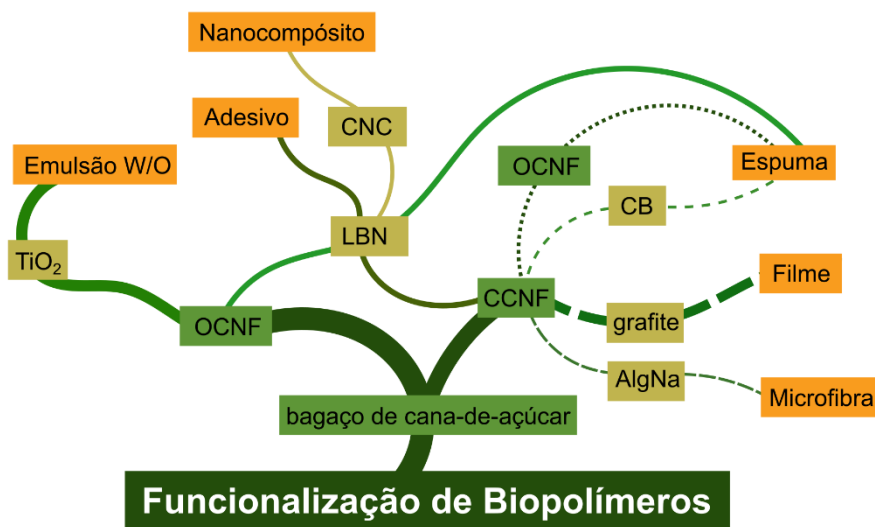 Nanocompósito
Adesivo
CNC
Emulsão W/O
OCNF
Espuma
CB
LBN
TiO₂
Filme
CCNF
OCNF
grafite
AlgNa
Microfibra
bagaço de cana-de-açúcar
Funcionalização de Biopolímeros